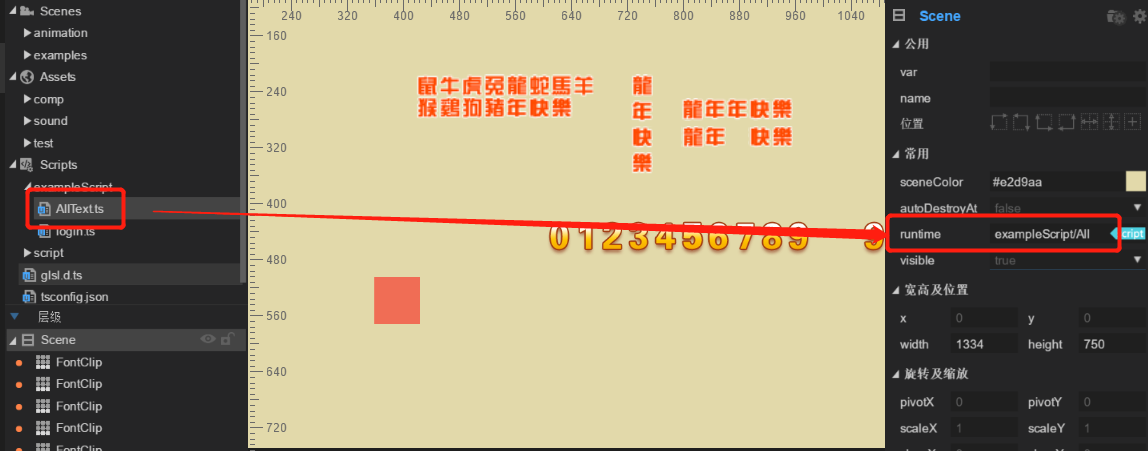 Scenes
animation
examples
Assets
comp
sound
test
Scripts
exampleScript
AllText.ts
login.ts
script
glsl.d.ts
tsconfig.json
层级
Scene
FontClip
FontClip
FontClip
FontClip
FontClip
240 320 400 480 560 640 720 800 880 960 1040
160
240
320
400
480
560
640
720
鼠牛虎兔龍蛇馬羊
猴鷄狗豬年快樂
龍
年
快
樂
龍年年快樂
龍年 快樂
0123456789 9
Scene
公用
var
name
位置
常用
sceneColor #e2d9aa
autoDestroyAt false
runtime exampleScript/All cript
visible true
宽高及位置
x 0 y 0
width 1334 height 750
旋转及缩放
pivotX 0 pivotY 0
scaleX 1 scaleY 1